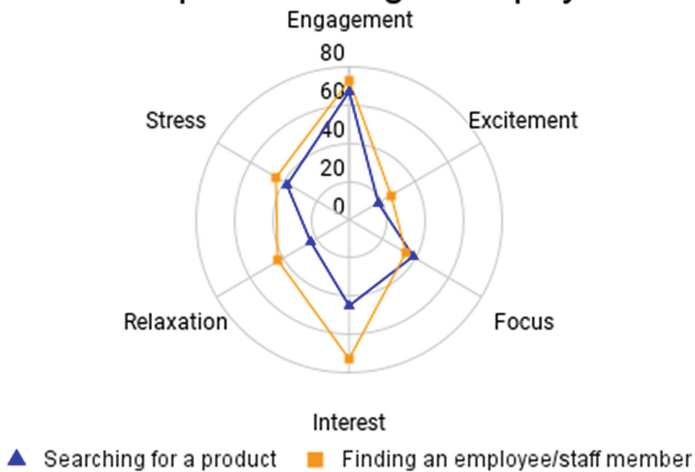 Engagement
80
60
40
20
0
Stress
Excitement
Relaxation
Focus
Interest
Searching for a product
Finding an employee/staff member